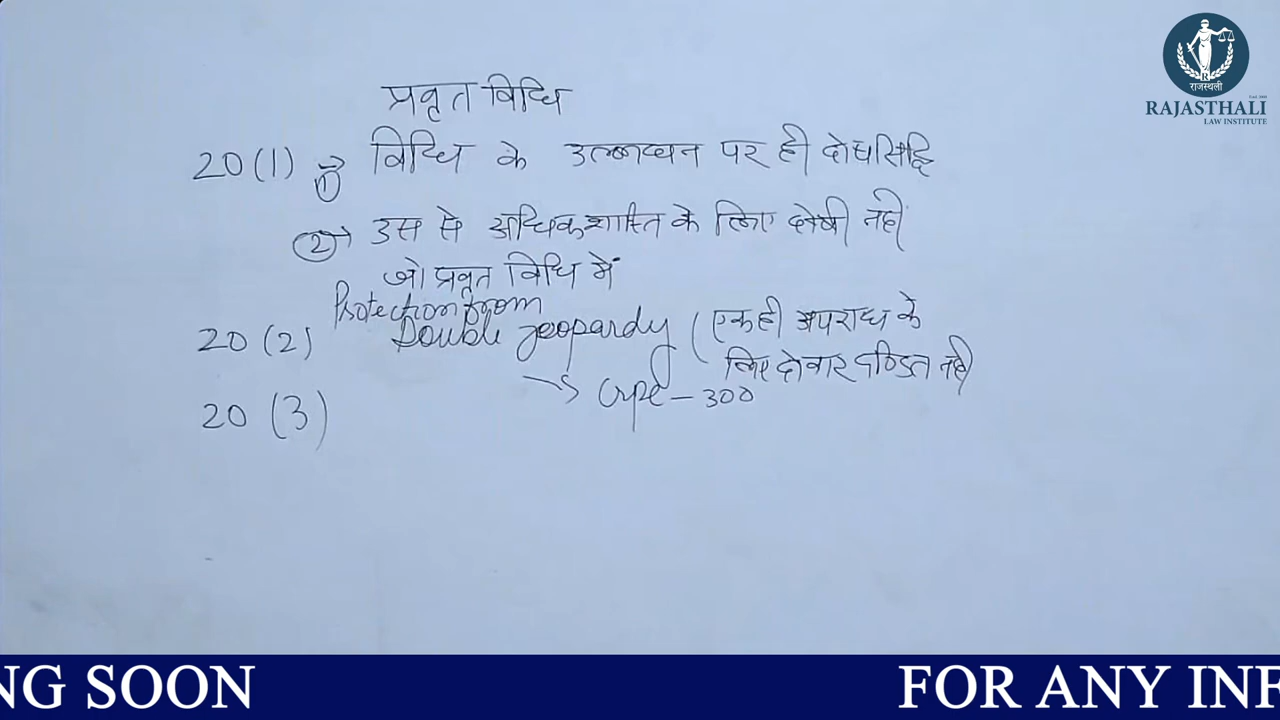 राजस्थली
RAJASTHALI
LAW INSTITUTE
प्रवृत विधि
20 (1) ① विधि के उल्लंघन पर ही दोषसिद्धि
② उस से अधिक शास्ति के लिए दोषी नहीं
जो प्रवृत विधि में
Protection from
20 (2) Double jeopardy ( एक ही अपराध के
लिए दो बार दण्डित नहीं
→ Crpc - 300
20 (3)
NG SOON FOR ANY INF